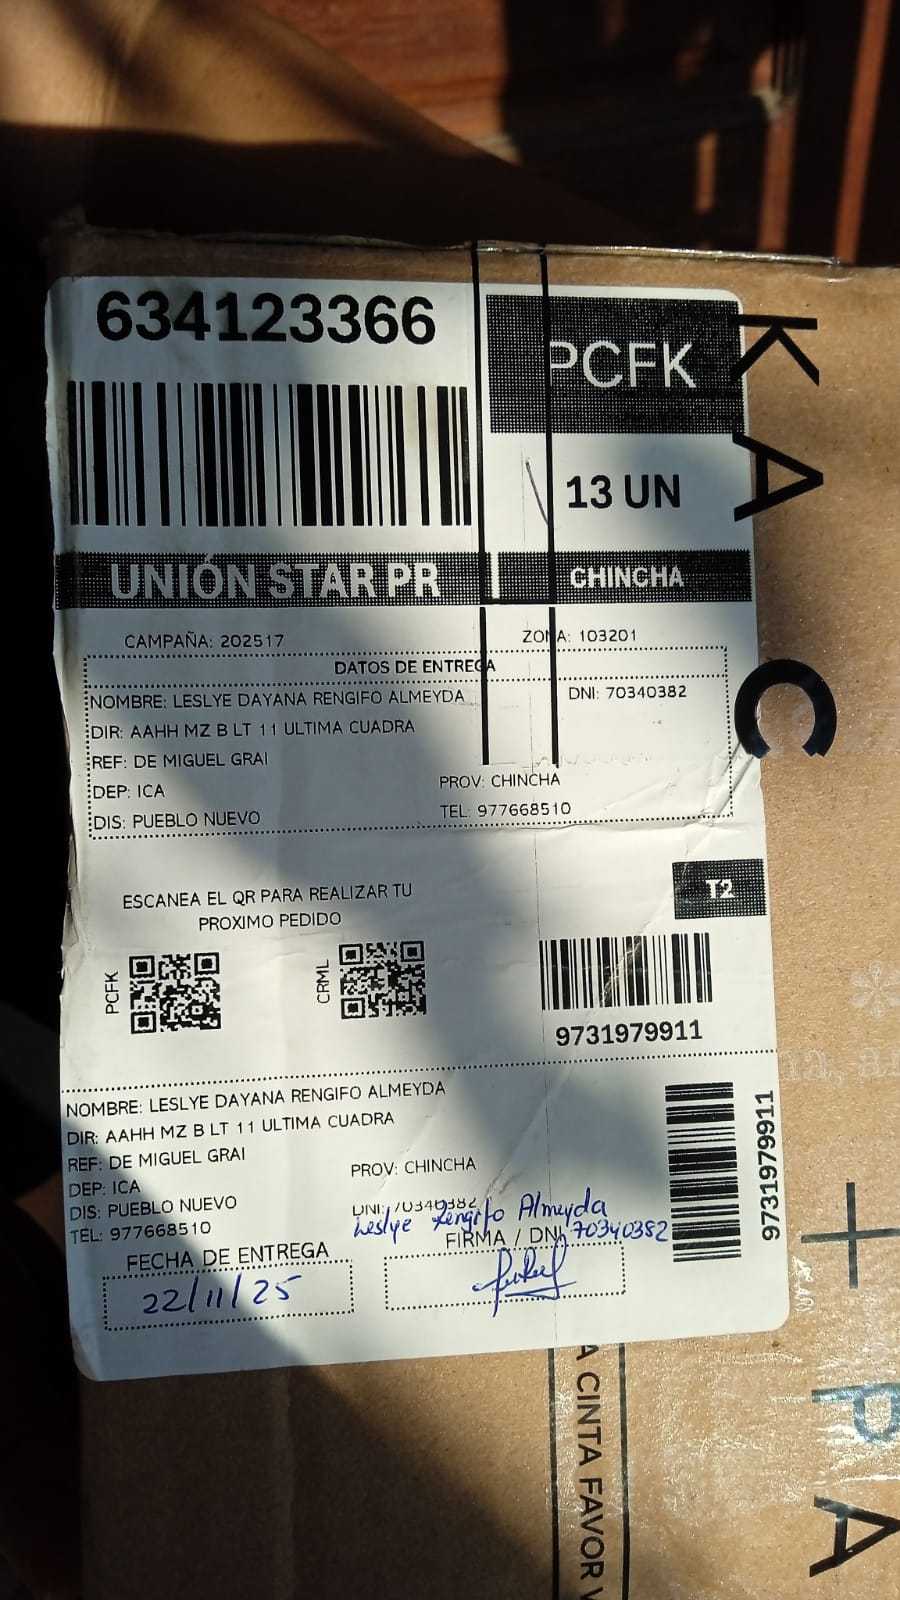 634123366
PCFK
13 UN
UNIÓN STAR PR
CHINCHA
CAMPAÑA: 202517
ZONA: 103201
DATOS DE ENTREGA
NOMBRE: LESLYE DAYANA RENGIFO ALMEYDA
DNI: 70340382
DIR: AAHH MZ B LT 11 ULTIMA CUADRA
REF: DE MIGUEL GRAI
DEP: ICA
PROV: CHINCHA
DIS: PUEBLO NUEVO
TEL: 977668510
T2
ESCANEA EL QR PARA REALIZAR TU
PROXIMO PEDIDO
PCFK
CRML
9731979911
NOMBRE: LESLYE DAYANA RENGIFO ALMEYDA
DIR: AAHH MZ B LT 11 ULTIMA CUADRA
REF: DE MIGUEL GRAI
DEP: ICA
PROV: CHINCHA
DIS: PUEBLO NUEVO
DNI: 70340382
TEL: 977668510
Leslye Rengifo Almeyda
FIRMA / DNI: 70340382
FECHA DE ENTREGA
22/11/25
9731979911
K A C
+ P A
A CINTA FAVOR